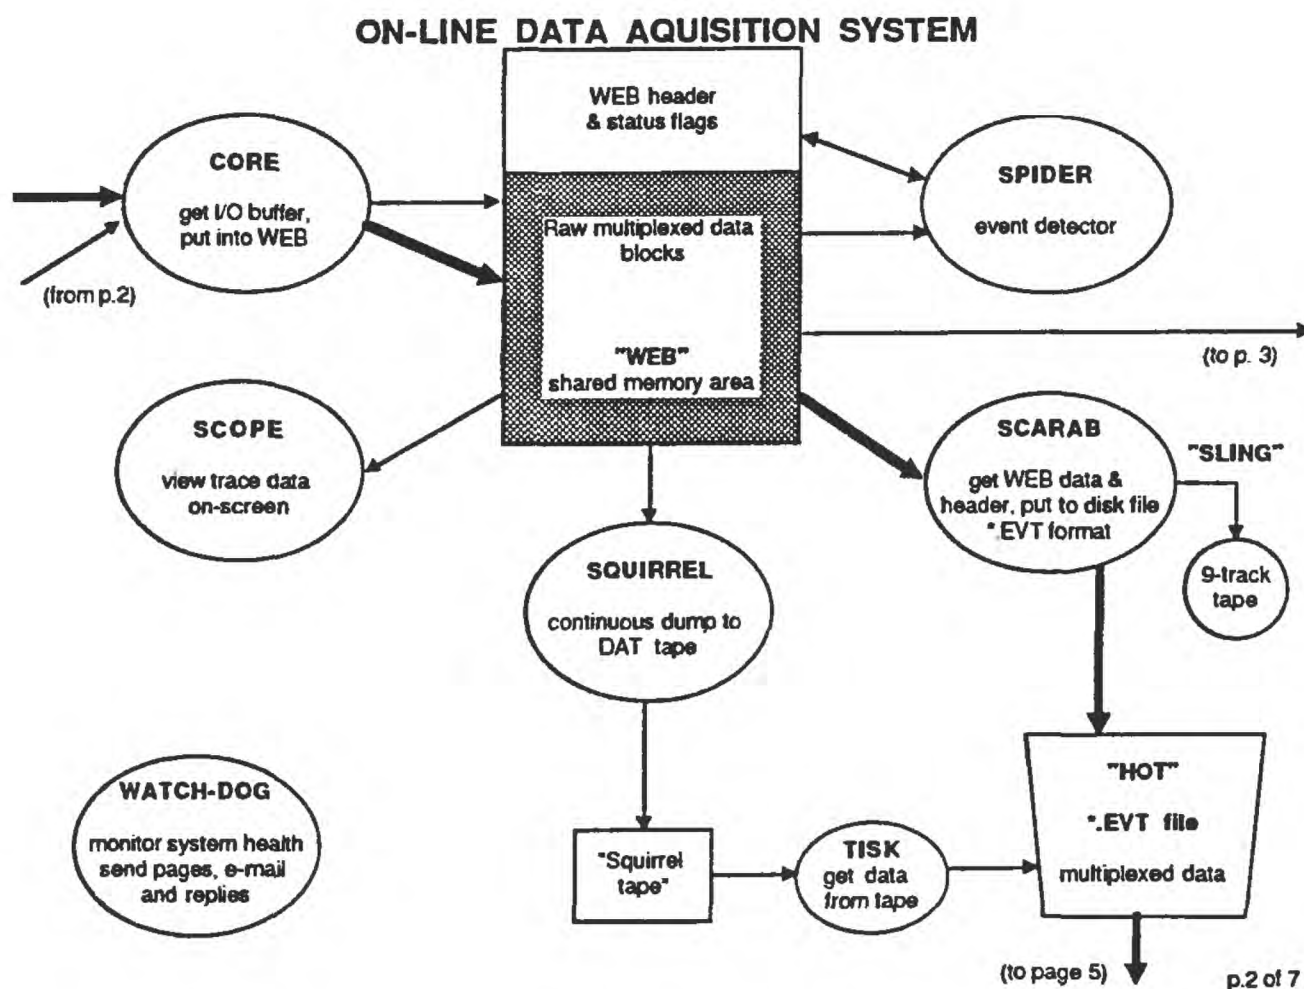 ON-LINE DATA AQUISITION SYSTEM
WEB header
& status flags
CORE
get I/O buffer,
put into WEB
(from p.2)
Raw multiplexed data
blocks
"WEB"
shared memory area
SPIDER
event detector
(to p. 3)
SCOPE
view trace data
on-screen
SCARAB
get WEB data &
header, put to disk file
*.EVT format
"SLING"
9-track
tape
SQUIRREL
continuous dump to
DAT tape
WATCH-DOG
monitor system health
send pages, e-mail
and replies
"Squirrel
tape"
TISK
get data
from tape
"HOT"
*.EVT file
multiplexed data
(to page 5)
p.2 of 7